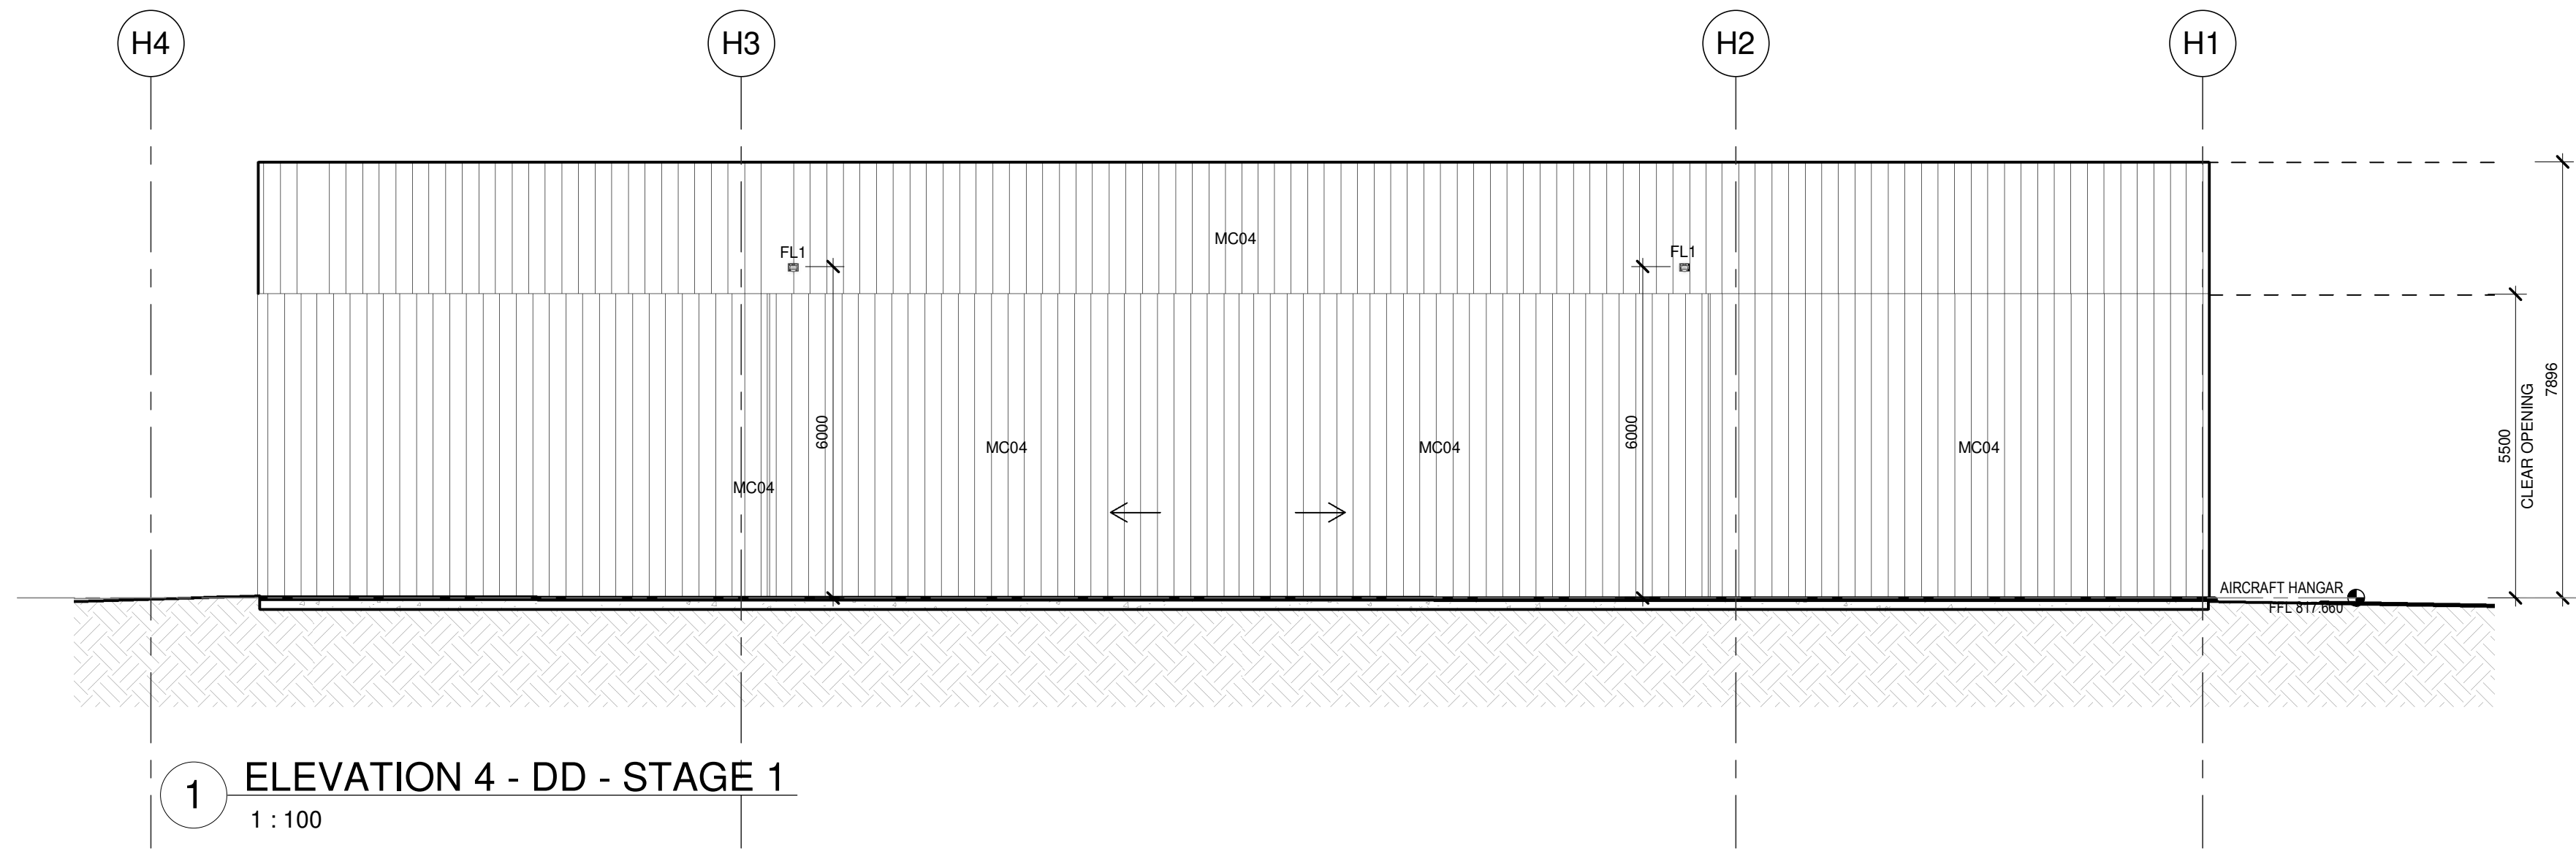 H4
H3
H2
H1
MC04
FL1
FL1
7896
6000
6000
MC04
MC04
MC04
5500
CLEAR OPENING
MC04
AIRCRAFT HANGAR
FFL 817.660
1
ELEVATION 4 - DD - STAGE 1
1 : 100